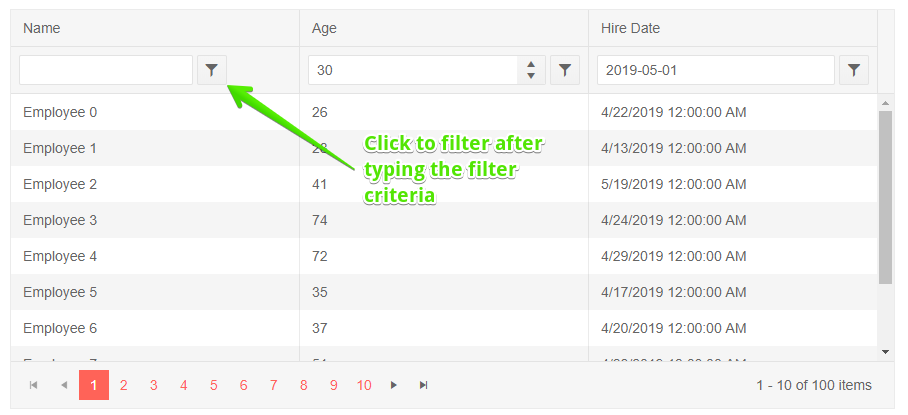 Name Age Hire Date
30 2019-05-01
Employee 0 26 4/22/2019 12:00:00 AM
Click to filter after
typing the filter
criteria
Employee 1 4/13/2019 12:00:00 AM
Employee 2 41 5/19/2019 12:00:00 AM
Employee 3 74 4/24/2019 12:00:00 AM
Employee 4 72 4/29/2019 12:00:00 AM
Employee 5 35 4/17/2019 12:00:00 AM
Employee 6 37 4/20/2019 12:00:00 AM
1 2 3 4 5 6 7 8 9 10 1 - 10 of 100 items